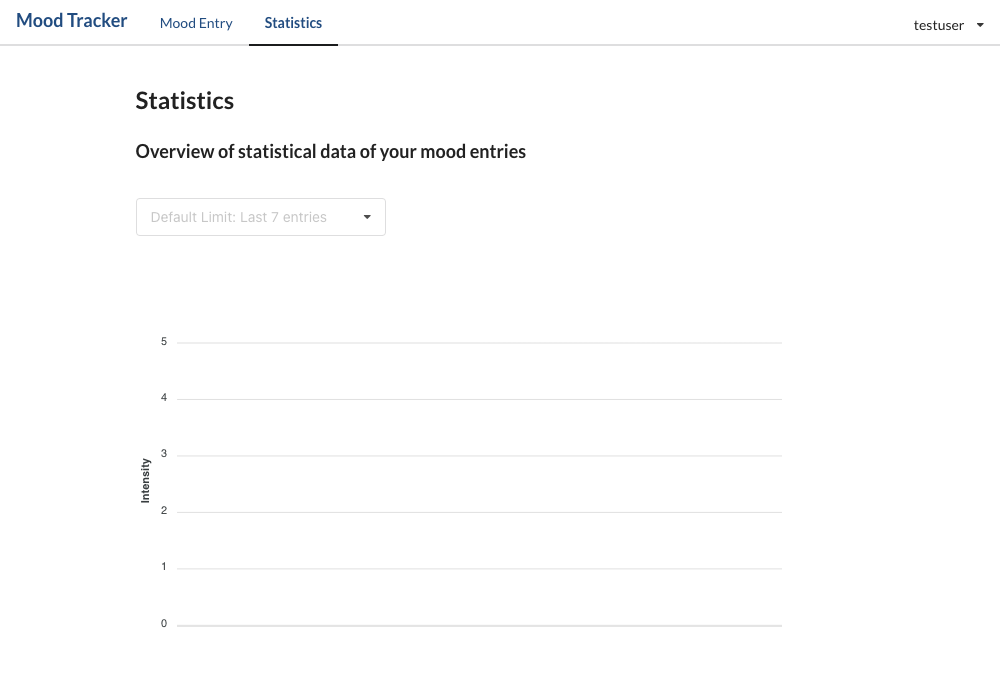 Mood Tracker Mood Entry Statistics testuser
Statistics
Overview of statistical data of your mood entries
Default Limit: Last 7 entries
5
4
3
Intensity
2
1
0